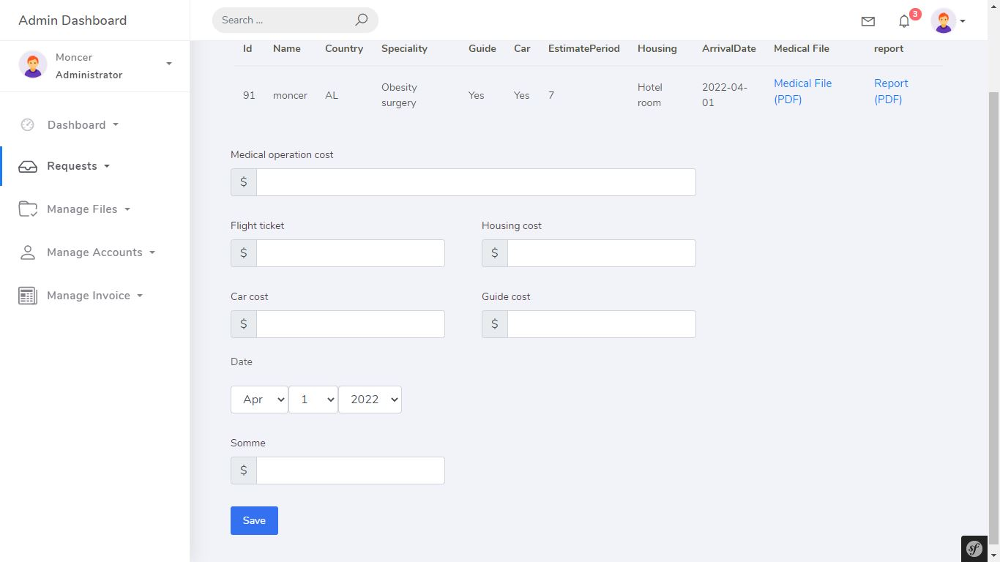 Admin Dashboard
Search ...
3
Moncer
Administrator
Dashboard
Requests
Manage Files
Manage Accounts
Manage Invoice
Id Name Country Speciality Guide Car EstimatePeriod Housing ArrivalDate Medical File report
91 moncer AL Obesity surgery Yes Yes 7 Hotel room 2022-04-01 Medical File (PDF) Report (PDF)
Medical operation cost
$
Flight ticket Housing cost
$ $
Car cost Guide cost
$ $
Date
Apr 1 2022
Somme
$
Save
sf